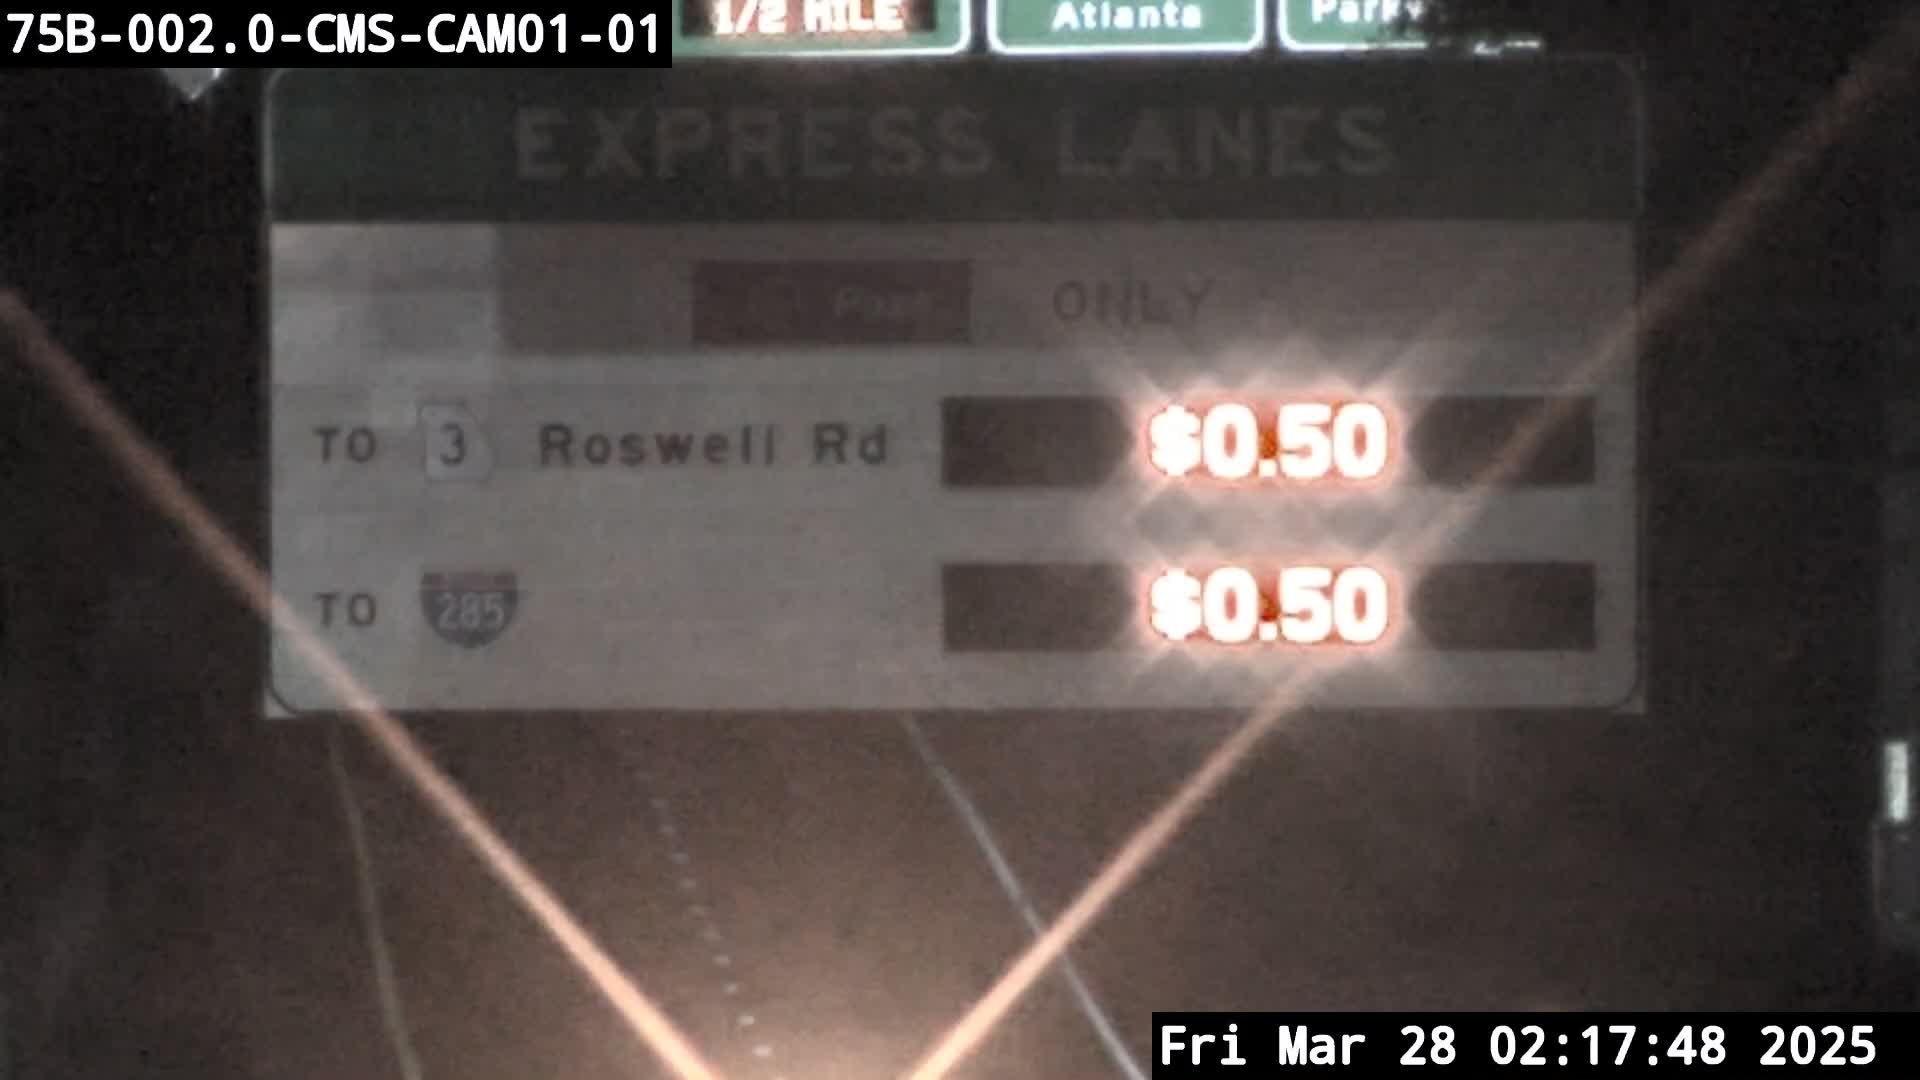 75B-002.0-CMS-CAM01-01
1/2 MILE
Atlanta
EXPRESS LANES
ONLY
TO 3 Roswell Rd $0.50
TO 285 $0.50
Fri Mar 28 02:17:48 2025